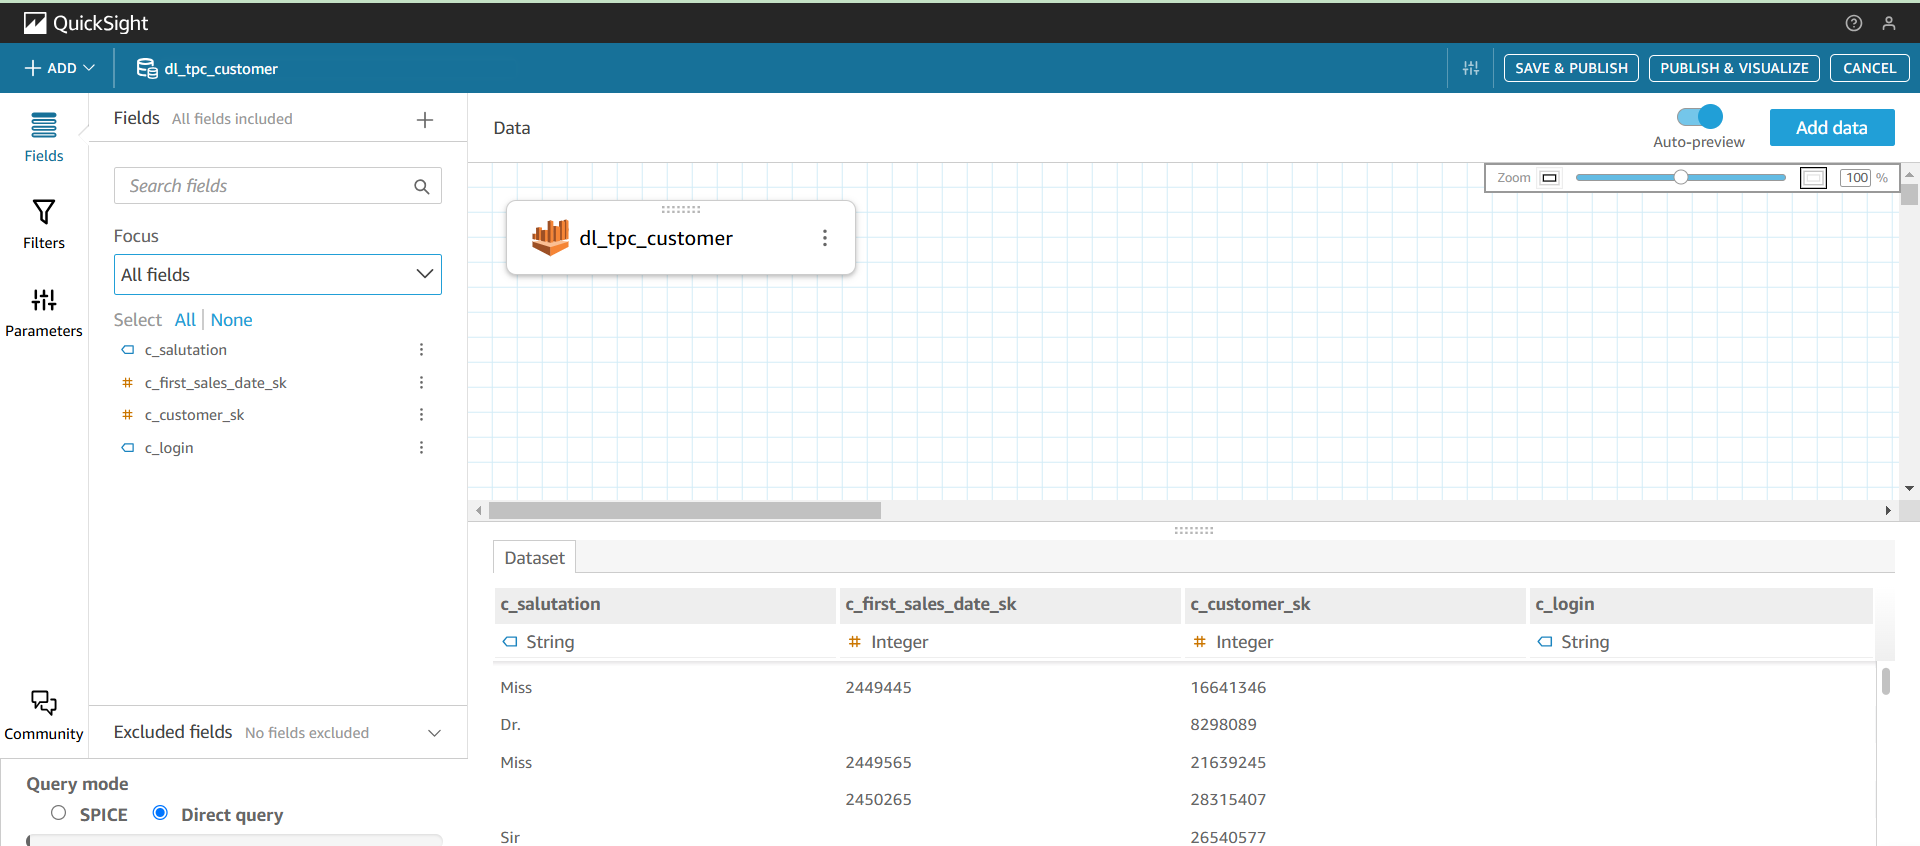 QuickSight
ADD
dl_tpc_customer
SAVE & PUBLISH
PUBLISH & VISUALIZE
CANCEL
Fields
Filters
Parameters
Community
Fields All fields included
Search fields
Focus
All fields
Select All None
c_salutation
c_first_sales_date_sk
c_customer_sk
c_login
Excluded fields No fields excluded
Query mode
SPICE Direct query
Data
Auto-preview
Add data
Zoom 100 %
dl_tpc_customer
Dataset
c_salutation c_first_sales_date_sk c_customer_sk c_login
String Integer Integer String
Miss 2449445 16641346
Dr. 8298089
Miss 2449565 21639245
2450265 28315407
Sir 26540577